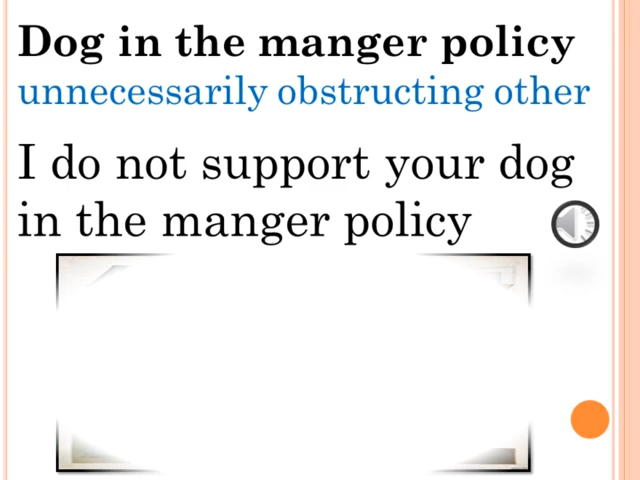 Dog in the manger policy
unnecessarily obstructing other
I do not support your dog
in the manger policy